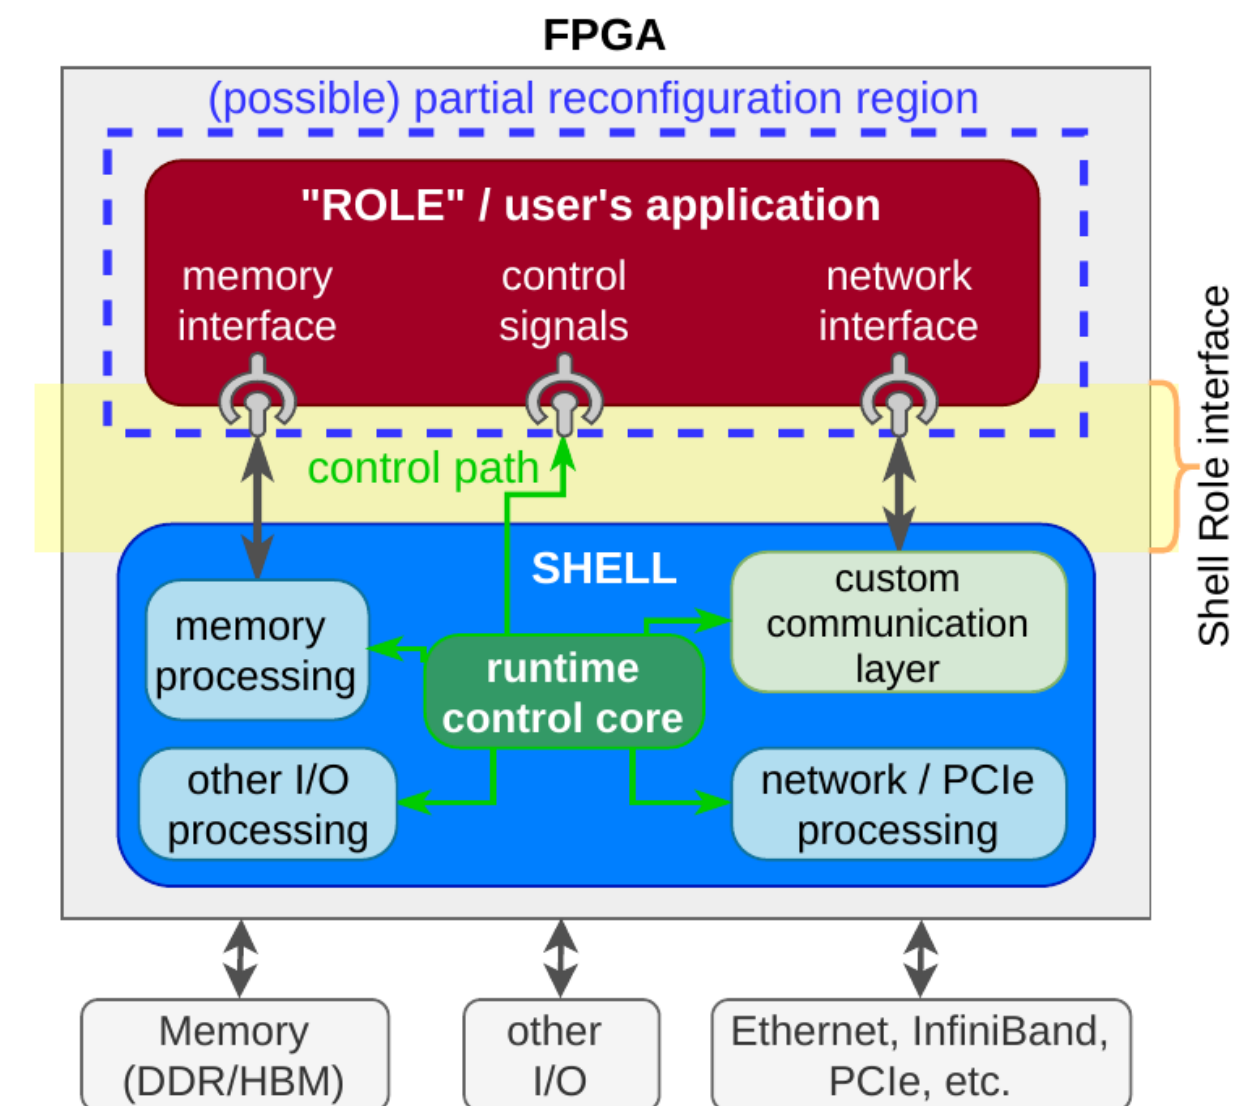 FPGA
(possible) partial reconfiguration region
"ROLE" / user's application
memory
interface
control
signals
network
interface
Shell Role interface
control path
SHELL
memory
processing
runtime
control core
custom
communication
layer
other I/O
processing
network / PCIe
processing
Memory
(DDR/HBM)
other
I/O
Ethernet, InfiniBand,
PCIe, etc.